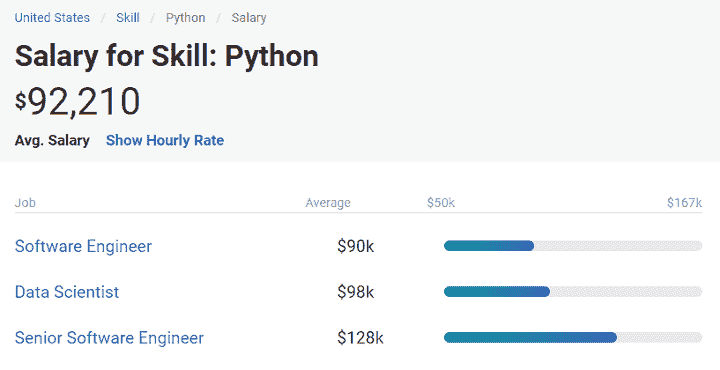 United States / Skill / Python / Salary
Salary for Skill: Python
$92,210
Avg. Salary Show Hourly Rate
Job Average $50k $167k
Software Engineer $90k
Data Scientist $98k
Senior Software Engineer $128k